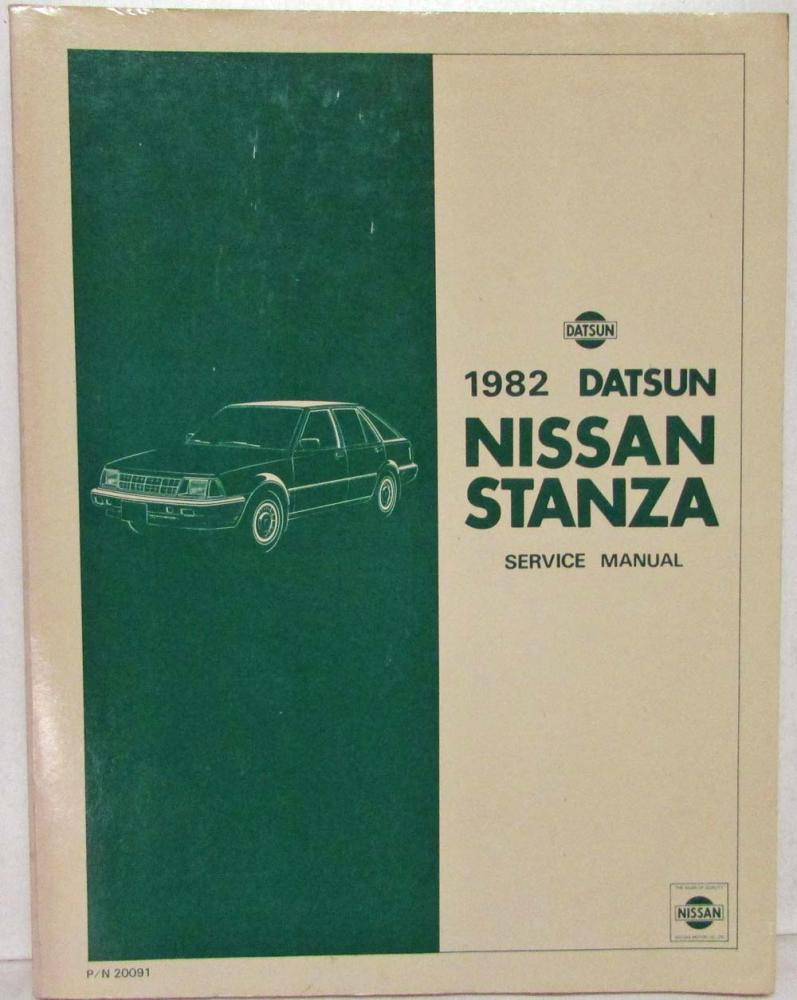 DATSUN
1982 DATSUN
NISSAN
STANZA
SERVICE MANUAL
NISSAN
P/N 20091